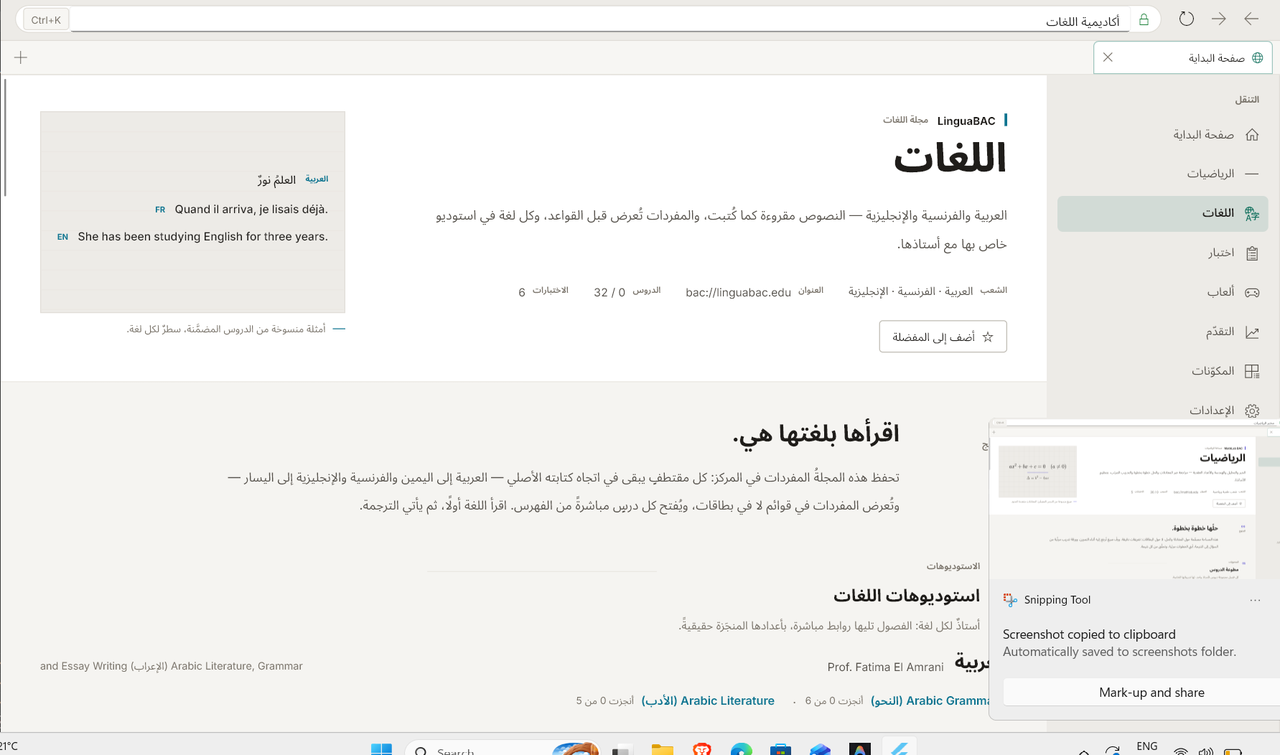 Ctrl+K
أكاديمية اللغات
صفحة البداية
التنقل
صفحة البداية
الرياضيات
اللغات
اختبار
ألعاب
التقدّم
المكوّنات
الإعدادات
LinguaBAC مجلة اللغات
اللغات
العربية والفرنسية والإنجليزية — النصوص مقروءة كما كُتبت، والمفردات تُعرض قبل القواعد، وكل لغة في استوديو
خاص بها مع أستاذها.
الشعب العربية · الفرنسية · الإنجليزية العنوان bac://linguabac.edu الدروس 0 / 32 الاختبارات 6
أضف إلى المفضلة
العربية العلمُ نورٌ
FR Quand il arriva, je lisais déjà.
EN She has been studying English for three years.
أمثلة منسوخة من الدروس المضمَّنة، سطرٌ لكل لغة.
اقرأها بلغتها هي.
تحفظ هذه المجلةُ المفردات في المركز: كل مقتطفٍ يبقى في اتجاه كتابته الأصلي — العربية إلى اليمين والفرنسية والإنجليزية إلى اليسار —
وتُعرض المفردات في قوائم لا في بطاقات، ويُفتح كل درسٍ مباشرةً من الفهرس. اقرأ اللغة أولًا، ثم يأتي الترجمة.
الاستوديوهات
استوديوهات اللغات
أستاذٌ لكل لغة: الفصول تليها روابط مباشرة، بأعدادها المنجَزة حقيقيةً.
Prof. Fatima El Amrani
Arabic Literature, Grammar (الإعراب) and Essay Writing
Arabic (النحو) أنجزت 0 من 6 · Arabic Literature (الأدب) أنجزت 0 من 5
الرياضيات
حلّها خطوة بخطوة.
Snipping Tool
Screenshot copied to clipboard
Automatically saved to screenshots folder.
Mark-up and share
21°C
Search
ENG